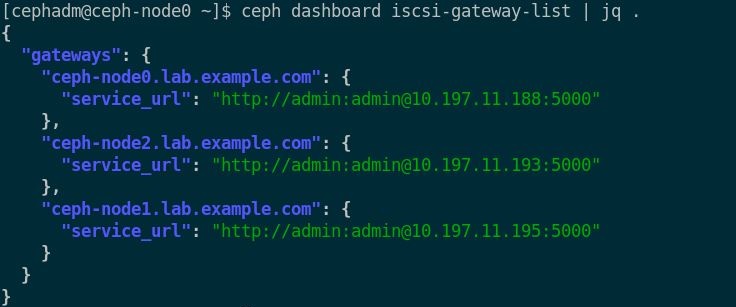 [cephadm@ceph-node0 ~]$ ceph dashboard iscsi-gateway-list | jq .
{
  "gateways": {
    "ceph-node0.lab.example.com": {
      "service_url": "http://admin:admin@10.197.11.188:5000"
    },
    "ceph-node2.lab.example.com": {
      "service_url": "http://admin:admin@10.197.11.193:5000"
    },
    "ceph-node1.lab.example.com": {
      "service_url": "http://admin:admin@10.197.11.195:5000"
    }
  }
}